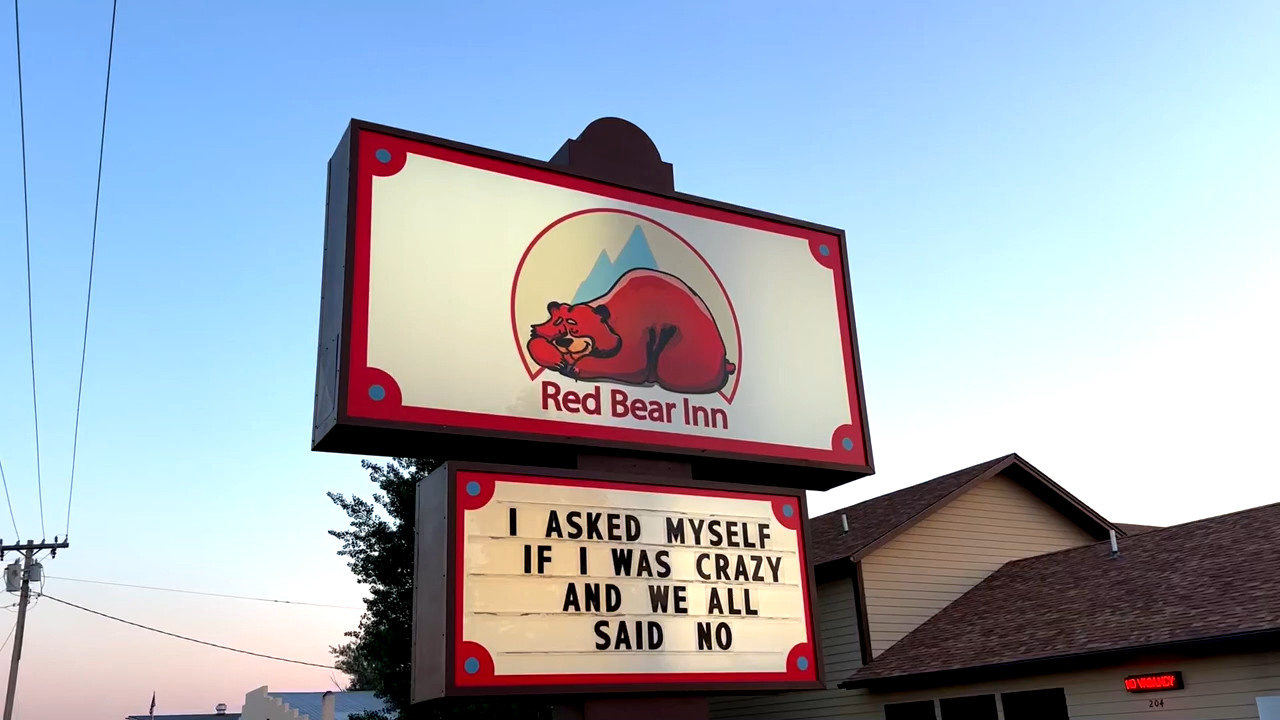 Red Bear Inn
I ASKED MYSELF
IF I WAS CRAZY
AND WE ALL
SAID NO
NO VACANCY
204